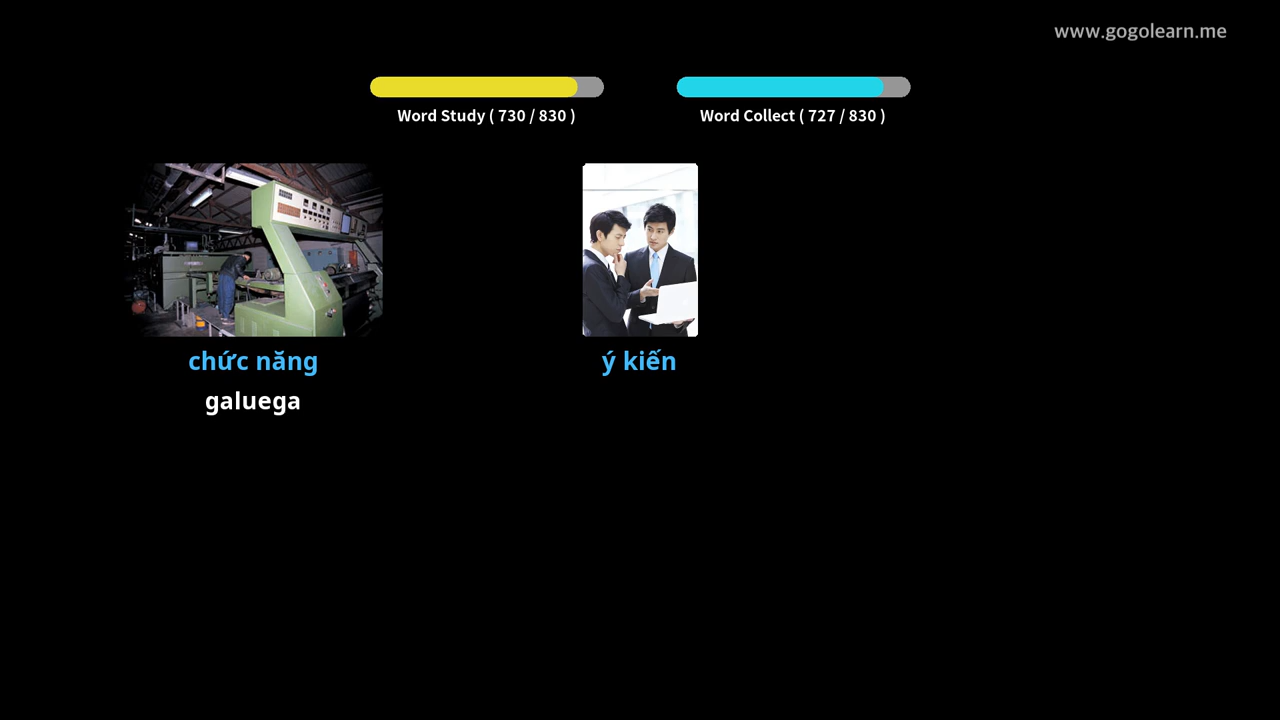 www.gogolearn.me
Word Study ( 730 / 830 )
Word Collect ( 727 / 830 )
chức năng
ý kiến
galuega